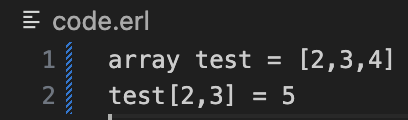 code.erl
1 array test = [2,3,4]
2 test[2,3] = 5